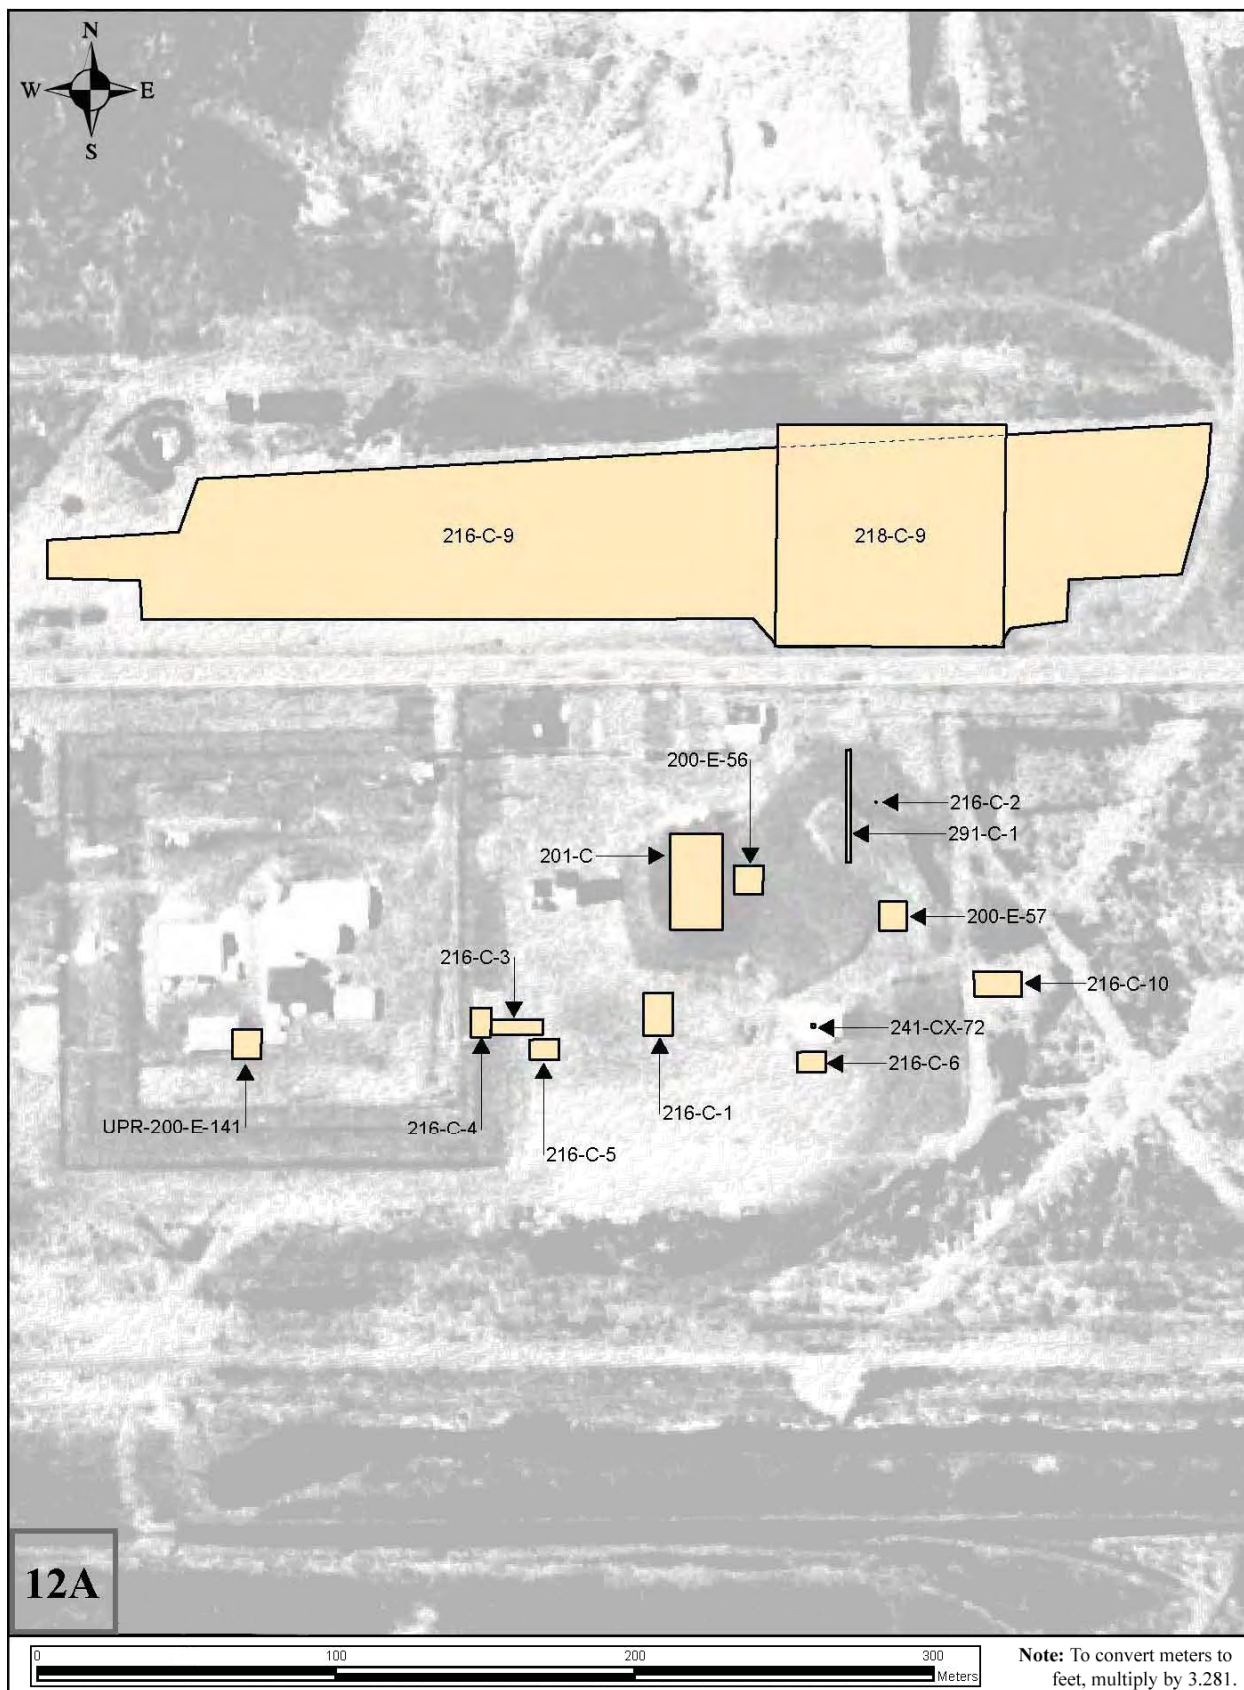 N
W E
S
216-C-9
218-C-9
200-E-56
216-C-2
291-C-1
201-C
200-E-57
216-C-3
216-C-10
241-CX-72
216-C-6
216-C-1
UPR-200-E-141
216-C-4
216-C-5
12A
0 100 200 300
Meters
Note: To convert meters to
feet, multiply by 3.281.